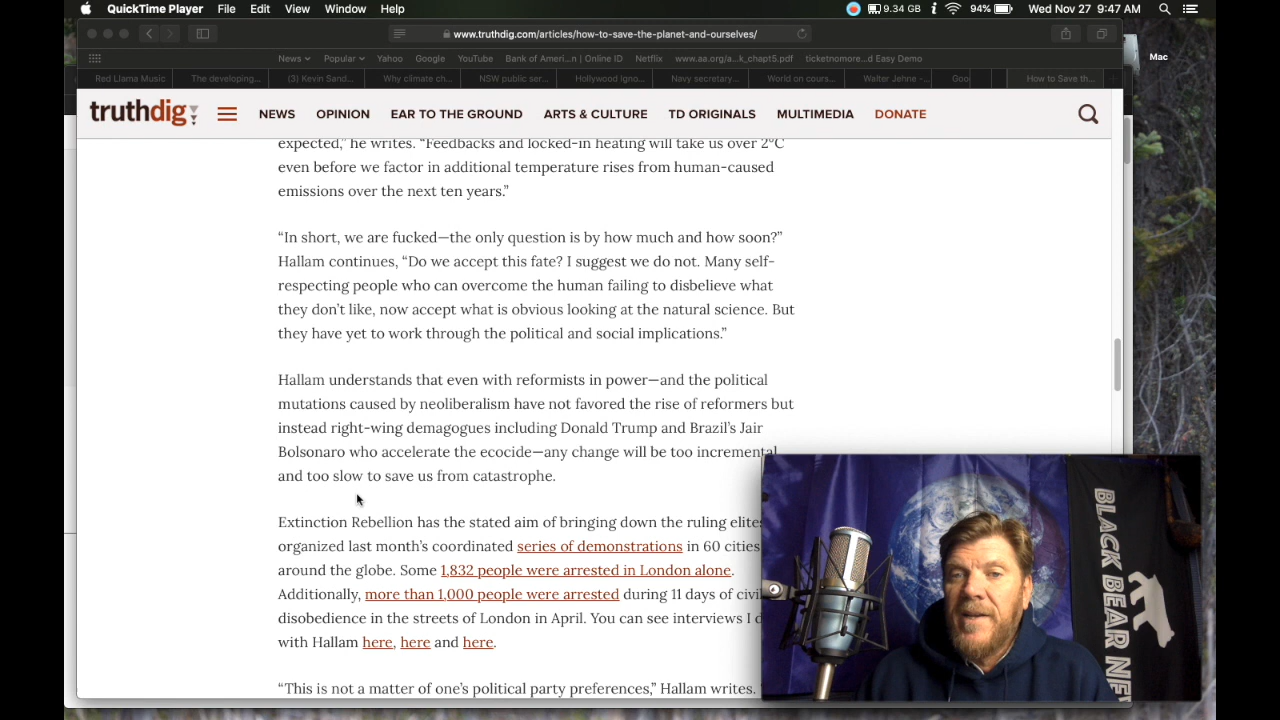 QuickTime Player File Edit View Window Help 9.34 GB 94% Wed Nov 27 9:47 AM
www.truthdig.com/articles/how-to-save-the-planet-and-ourselves/
Mac
News Popular Yahoo Google YouTube Bank of Ameri...n | Online ID Netflix www.aa.org/a...k_chapt5.pdf ticketnomore...d Easy Demo
Red Llama Music The developing... (3) Kevin Sand... Why climate ch... NSW public ser... Hollywood Igno... Navy secretary... World on cours... Walter Jehne -... Goo How to Save th...
truthdig NEWS OPINION EAR TO THE GROUND ARTS & CULTURE TD ORIGINALS MULTIMEDIA DONATE
expected,” he writes. “Feedbacks and locked-in heating will take us over 2°C
even before we factor in additional temperature rises from human-caused
emissions over the next ten years.”
“In short, we are fucked—the only question is by how much and how soon?”
Hallam continues, “Do we accept this fate? I suggest we do not. Many self-
respecting people who can overcome the human failing to disbelieve what
they don’t like, now accept what is obvious looking at the natural science. But
they have yet to work through the political and social implications.”
Hallam understands that even with reformists in power—and the political
mutations caused by neoliberalism have not favored the rise of reformers but
instead right-wing demagogues including Donald Trump and Brazil’s Jair
Bolsonaro who accelerate the ecocide—any change will be too incremental
and too slow to save us from catastrophe.
Extinction Rebellion has the stated aim of bringing down the ruling elites
organized last month’s coordinated series of demonstrations in 60 cities
around the globe. Some 1,832 people were arrested in London alone.
Additionally, more than 1,000 people were arrested during 11 days of civi
disobedience in the streets of London in April. You can see interviews I d
with Hallam here, here and here.
“This is not a matter of one’s political party preferences,” Hallam writes.
BLACK BEAR NE